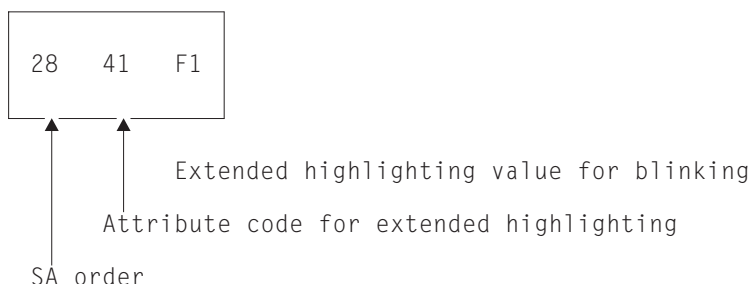 28 41 F1
Extended highlighting value for blinking
Attribute code for extended highlighting
SA order